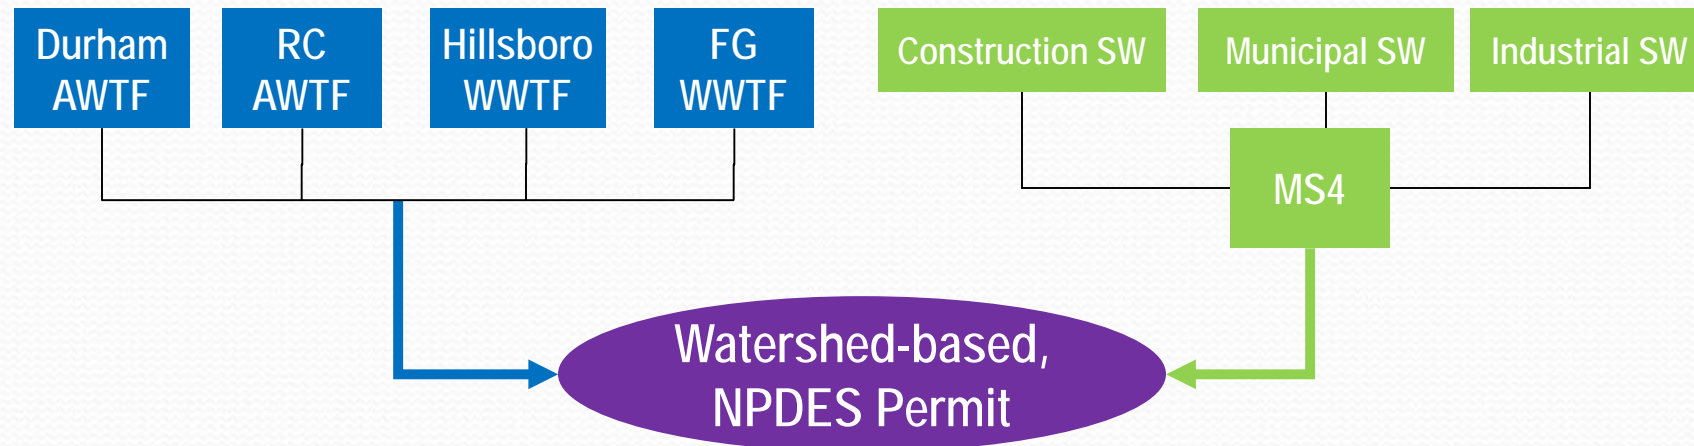 Durham
AWTF
RC
AWTF
Hillsboro
WWTF
FG
WWTF
Construction SW
Municipal SW
Industrial SW
MS4
Watershed-based,
NPDES Permit